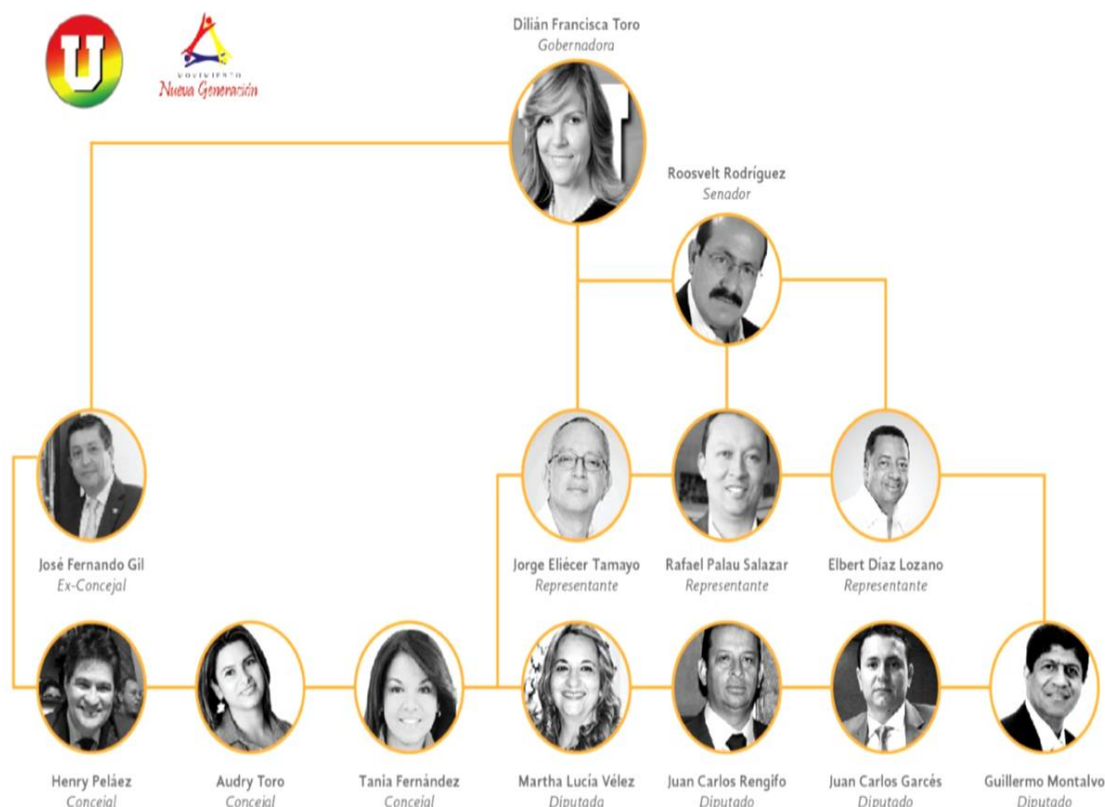 U
MOVIMIENTO
Nueva Generación
Dilián Francisca Toro
Gobernadora
Roosvelt Rodríguez
Senador
José Fernando Gil
Ex-Concejal
Jorge Eliécer Tamayo
Representante
Rafael Palau Salazar
Representante
Elbert Díaz Lozano
Representante
Henry Peláez
Concejal
Audry Toro
Concejal
Tania Fernández
Concejal
Martha Lucía Vélez
Diputada
Juan Carlos Rengifo
Diputado
Juan Carlos Garcés
Diputado
Guillermo Montalvo
Diputado